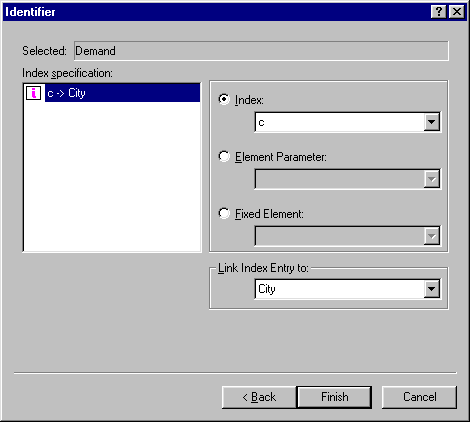 Identifier
Selected: Demand
Index specification:
i c -> City
Index:
c
Element Parameter:
Fixed Element:
Link Index Entry to:
City
< Back Finish Cancel